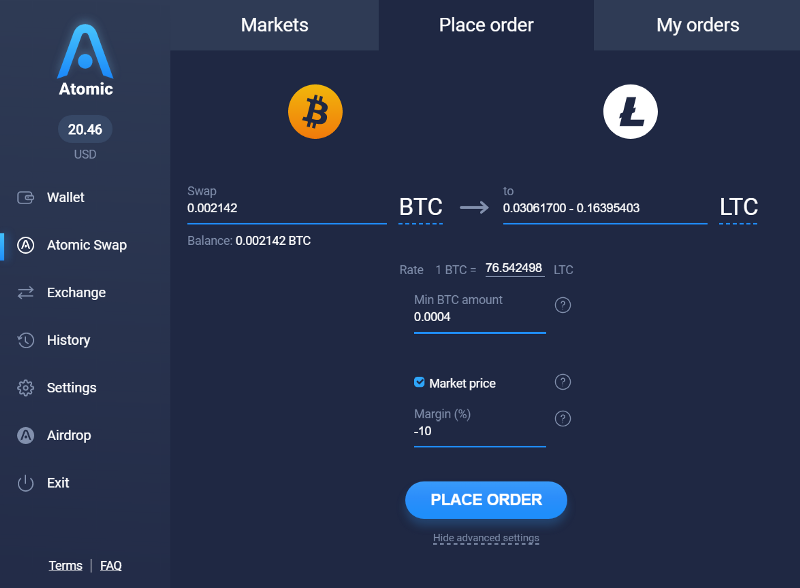 Markets
Place order
My orders
Atomic
20.46
USD
Wallet
Atomic Swap
Exchange
History
Settings
Airdrop
Exit
Terms | FAQ
Swap
0.002142
BTC
to
0.03061700 - 0.16395403
LTC
Balance: 0.002142 BTC
Rate 1 BTC = 76.542498 LTC
Min BTC amount
0.0004
?
Market price
?
Margin (%)
-10
?
PLACE ORDER
Hide advanced settings